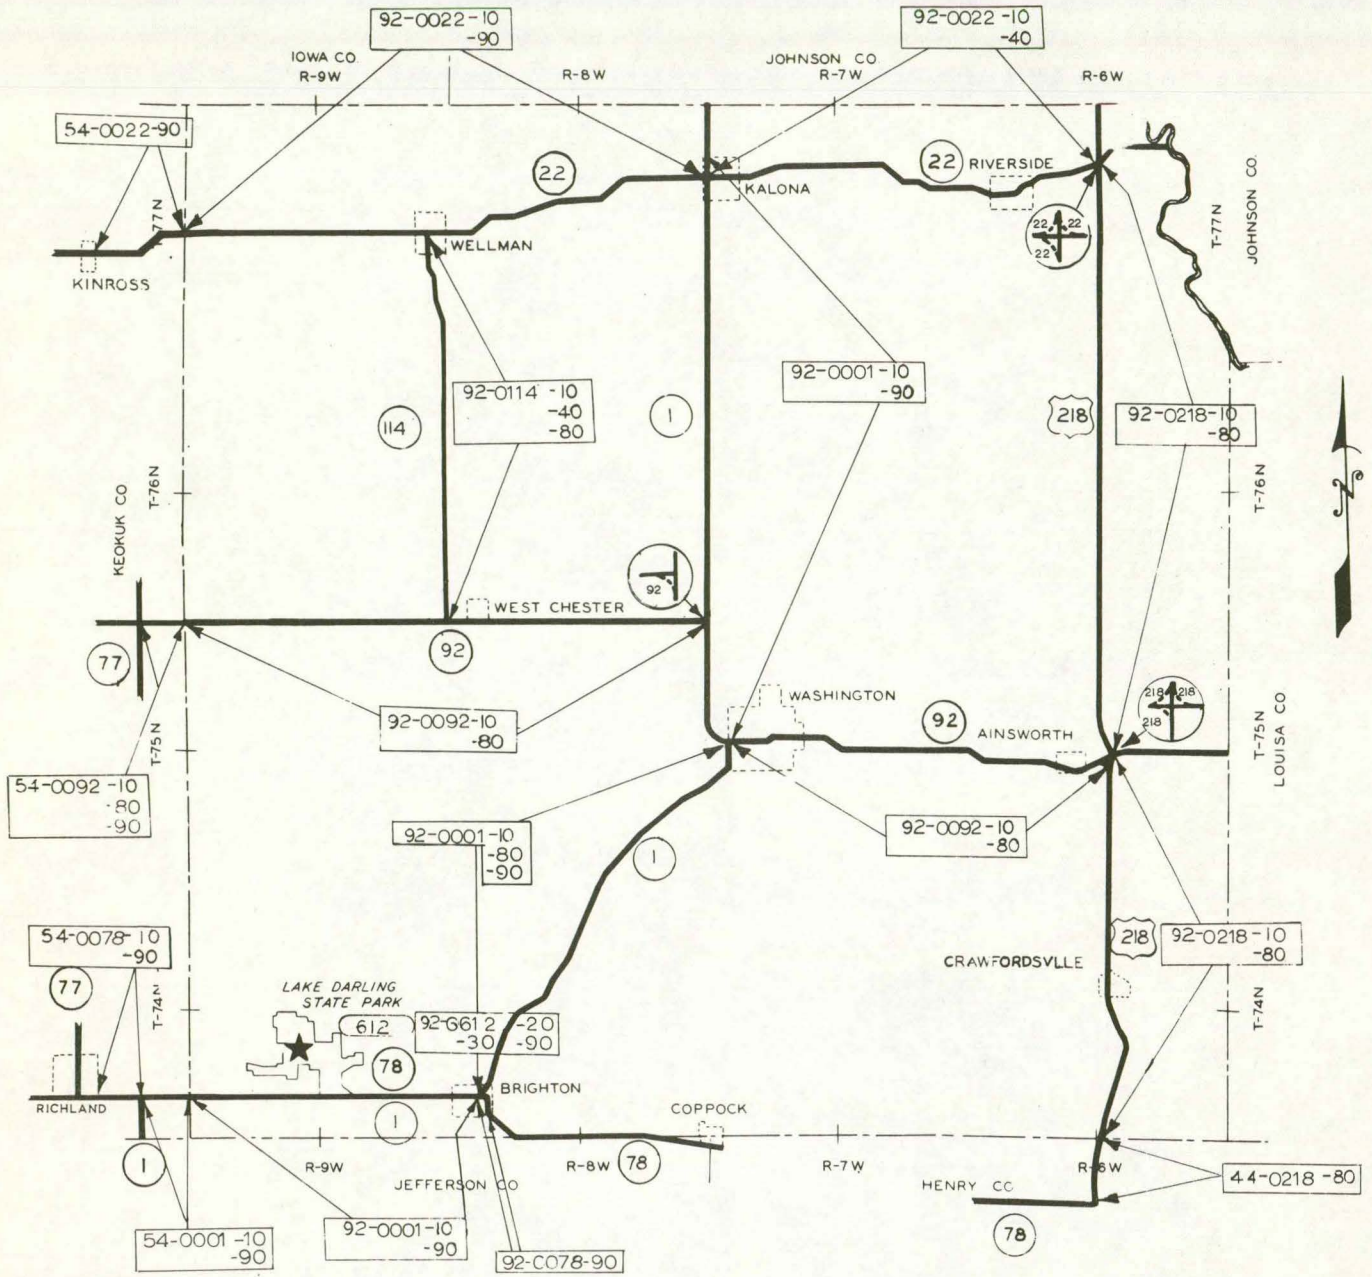 92-0022-10
-90
92-0022-10
-40
IOWA CO.
R-9W
R-8W
JOHNSON CO.
R-7W
R-6W
54-0022-90
T-77N
22
22
RIVERSIDE
KALONA
JOHNSON CO.
T-77N
KINROSS
WELLMAN
22
22
22
92-0114-10
-40
-80
92-0001-10
-90
114
1
218
92-0218-10
-80
N
KEOKUK CO.
T-76N
T-76N
92
WEST CHESTER
77
92
92-0092-10
-80
WASHINGTON
92
AINSWORTH
218
218
218
T-75N
T-75N
LOUISA CO
54-0092-10
-80
-90
92-0001-10
-80
-90
1
92-0092-10
-80
54-0078-10
-90
77
T-74N
LAKE DARLING
STATE PARK
612
92-G612 -20
-30 -90
78
1
CRAWFORDSVLLE
218
92-0218-10
-80
T-74N
RICHLAND
BRIGHTON
COPPOCK
1
R-9W
JEFFERSON CO
R-8W
78
R-7W
HENRY CO
R-6W
44-0218-80
78
54-0001-10
-90
92-0001-10
-90
92-C078-90